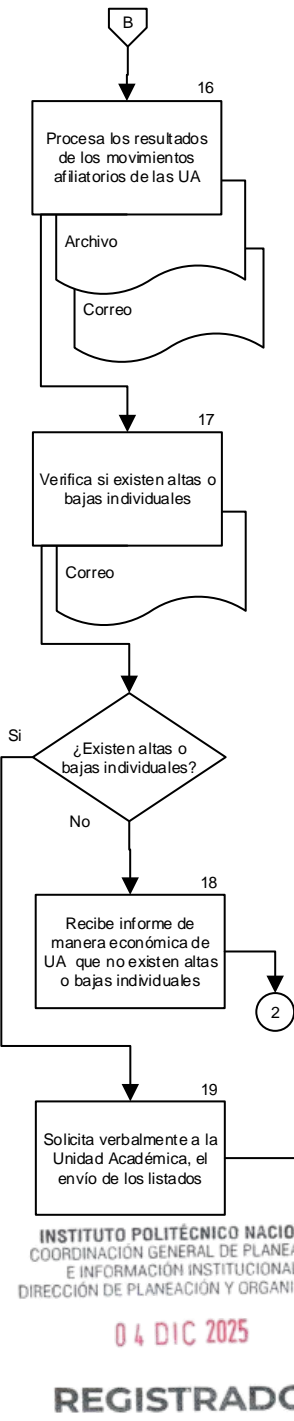 B
16
Procesa los resultados
de los movimientos
afiliatorios de las UA
Archivo
Correo
17
Verifica si existen altas o
bajas individuales
Correo
Si
¿Existen altas o
bajas individuales?
No
18
Recibe informe de
manera económica de
UA que no existen altas
o bajas individuales
2
19
Solicita verbalmente a la
Unidad Académica, el
envío de los listados
INSTITUTO POLITÉCNICO NACIO
COORDINACIÓN GENERAL DE PLANEA
E INFORMACIÓN INSTITUCIONAL
DIRECCIÓN DE PLANEACIÓN Y ORGANI
04 DIC 2025
REGISTRADO